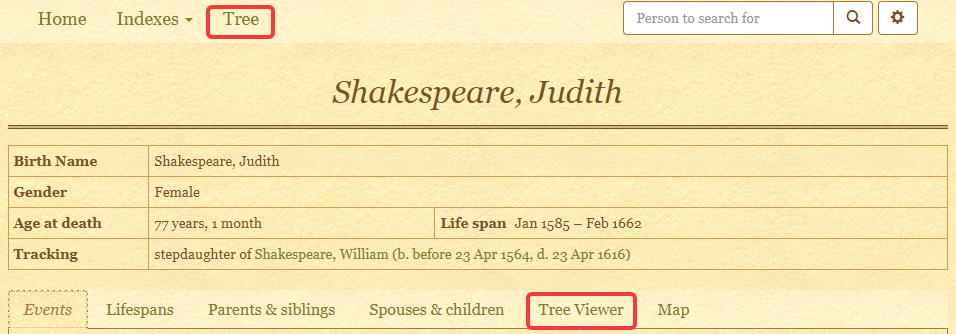 Home Indexes Tree Person to search for
Shakespeare, Judith
Birth Name Shakespeare, Judith
Gender Female
Age at death 77 years, 1 month Life span Jan 1585 – Feb 1662
Tracking stepdaughter of Shakespeare, William (b. before 23 Apr 1564, d. 23 Apr 1616)
Events Lifespans Parents & siblings Spouses & children Tree Viewer Map